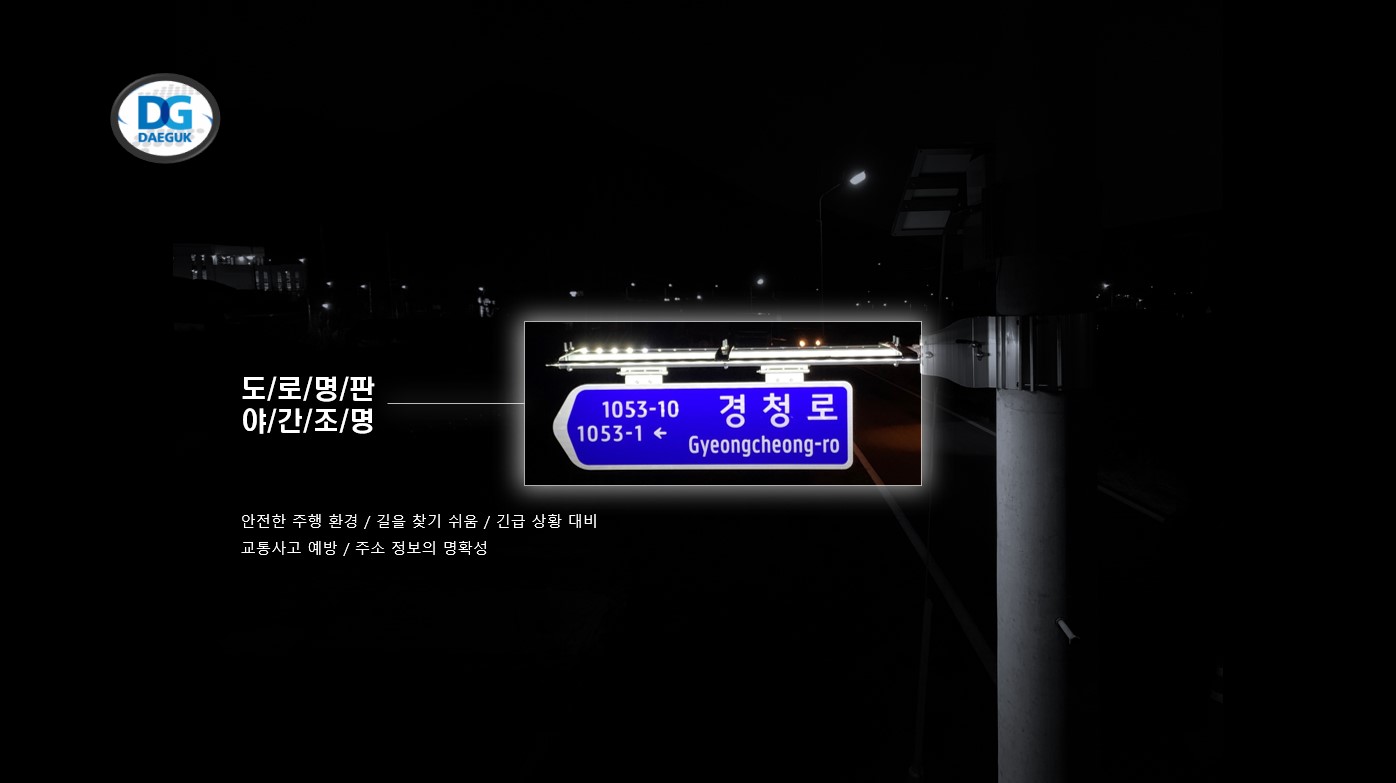 DG
DAEGUK
도/로/명/판
야/간/조/명
1053-10
1053-1 ←
경청로
Gyeongcheong-ro
안전한 주행 환경 / 길을 찾기 쉬움 / 긴급 상황 대비
교통사고 예방 / 주소 정보의 명확성